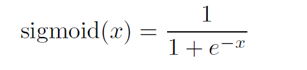 sigmoid(x) = 1 / (1 + e^{-x})